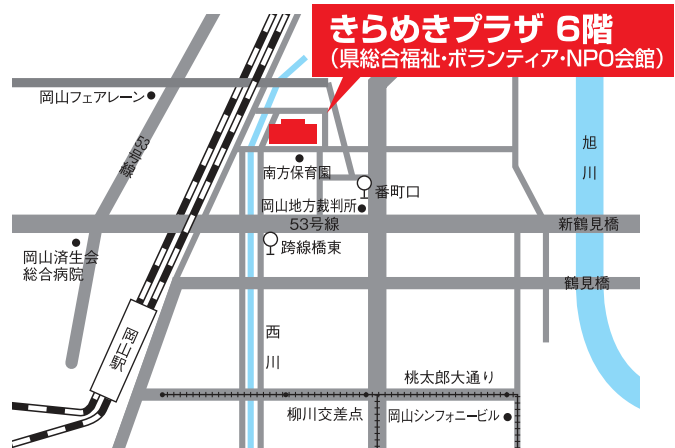 きらめきプラザ 6階
（県総合福祉・ボランティア・NPO会館）
岡山フェアレーン
53号線
旭川
南方保育園
番町口
岡山地方裁判所
53号線
新鶴見橋
跨線橋東
岡山済生会
総合病院
鶴見橋
岡山駅
西川
桃太郎大通り
柳川交差点
岡山シンフォニービル